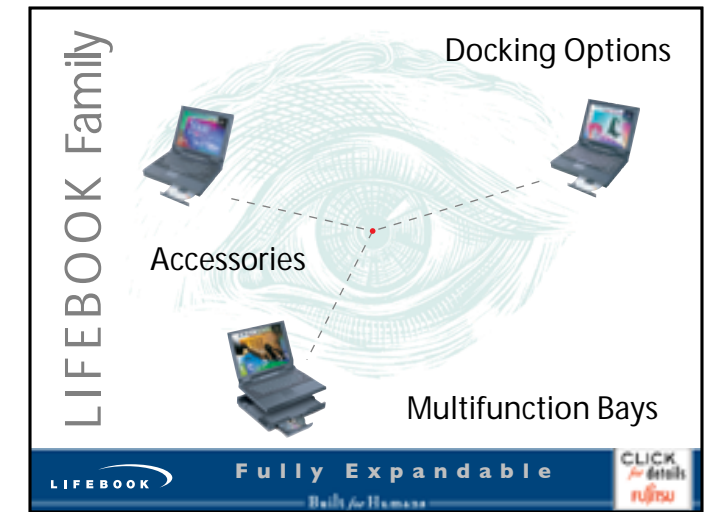 LIFEBOOK Family
Docking Options
Accessories
Multifunction Bays
LIFEBOOK
Fully Expandable
Built for Humans
CLICK
for details
FUJITSU